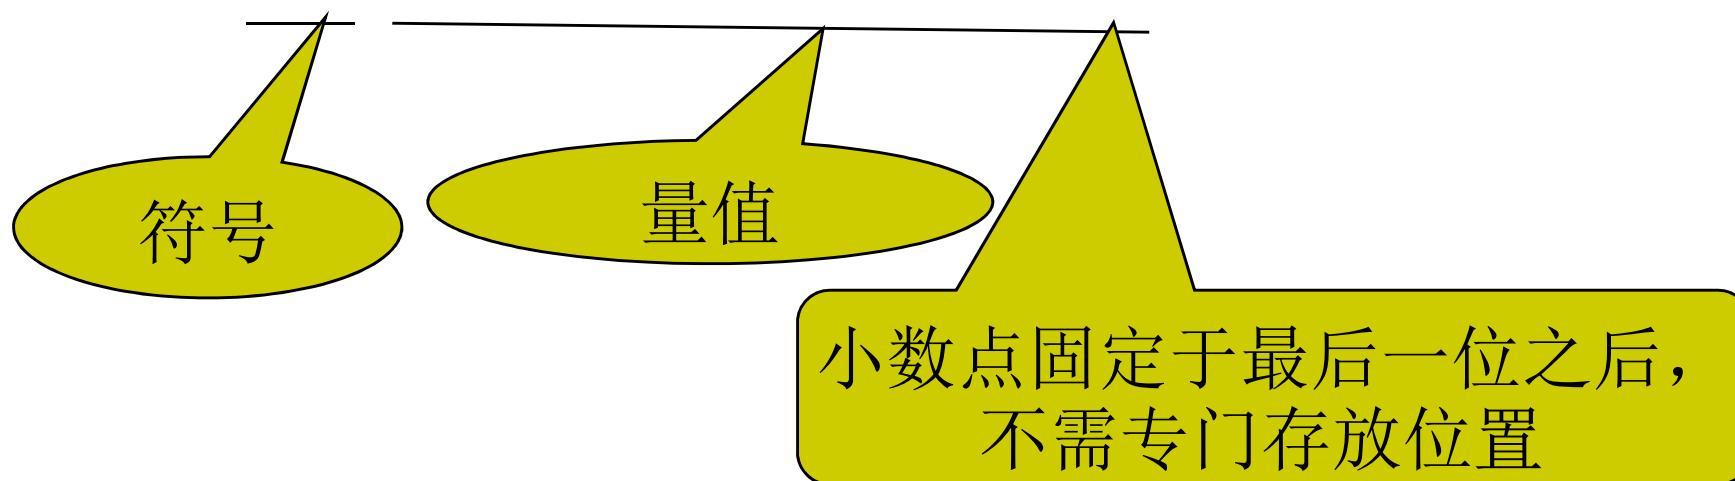 符号
量值
小数点固定于最后一位之后，
不需专门存放位置